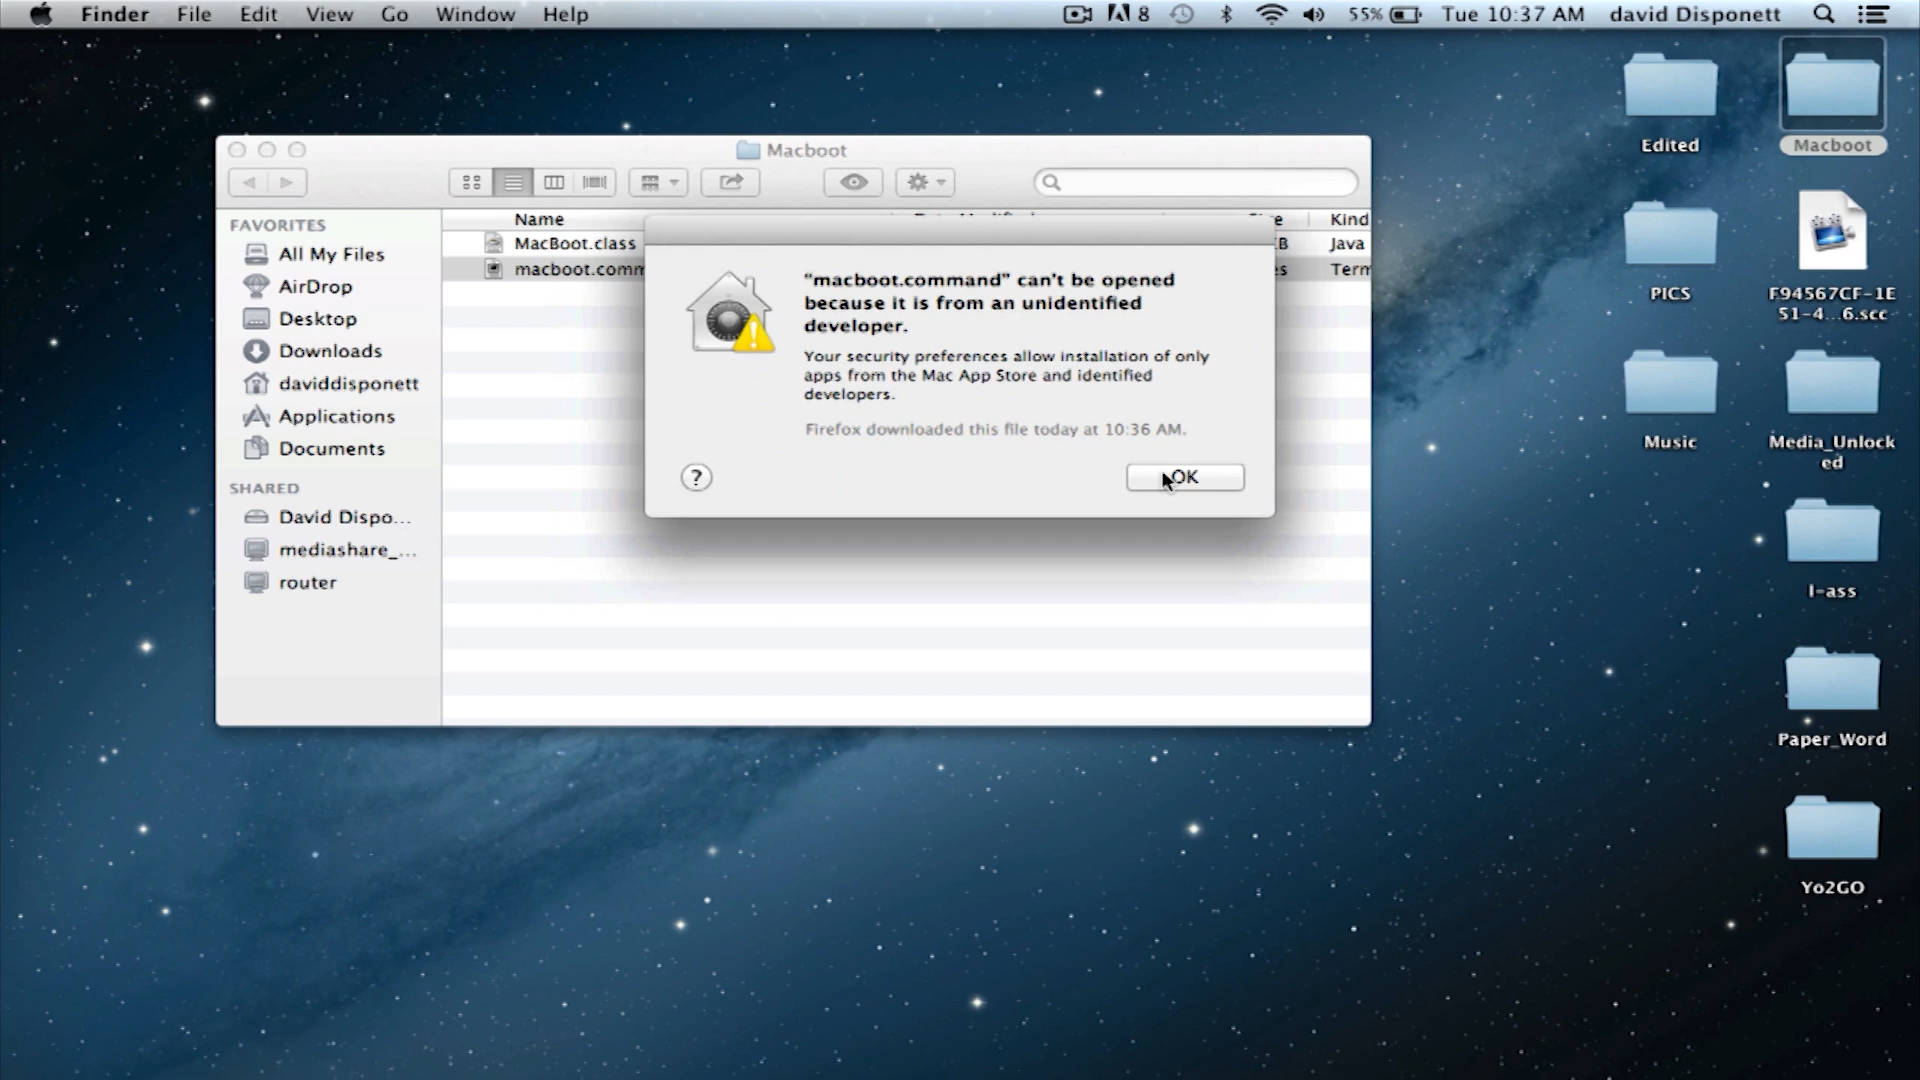 Finder File Edit View Go Window Help 8 55% Tue 10:37 AM david Disponett
Macboot
FAVORITES
All My Files
AirDrop
Desktop
Downloads
daviddisponett
Applications
Documents
SHARED
David Dispo...
mediashare_...
router
Name Kind
MacBoot.class Java
macboot.comm Term
"macboot.command" can't be opened
because it is from an unidentified
developer.
Your security preferences allow installation of only
apps from the Mac App Store and identified
developers.
Firefox downloaded this file today at 10:36 AM.
?
OK
Edited
Macboot
PICS
F94567CF-1E
51-4...6.scc
Music
Media_Unlock
ed
I-ass
Paper_Word
Yo2GO